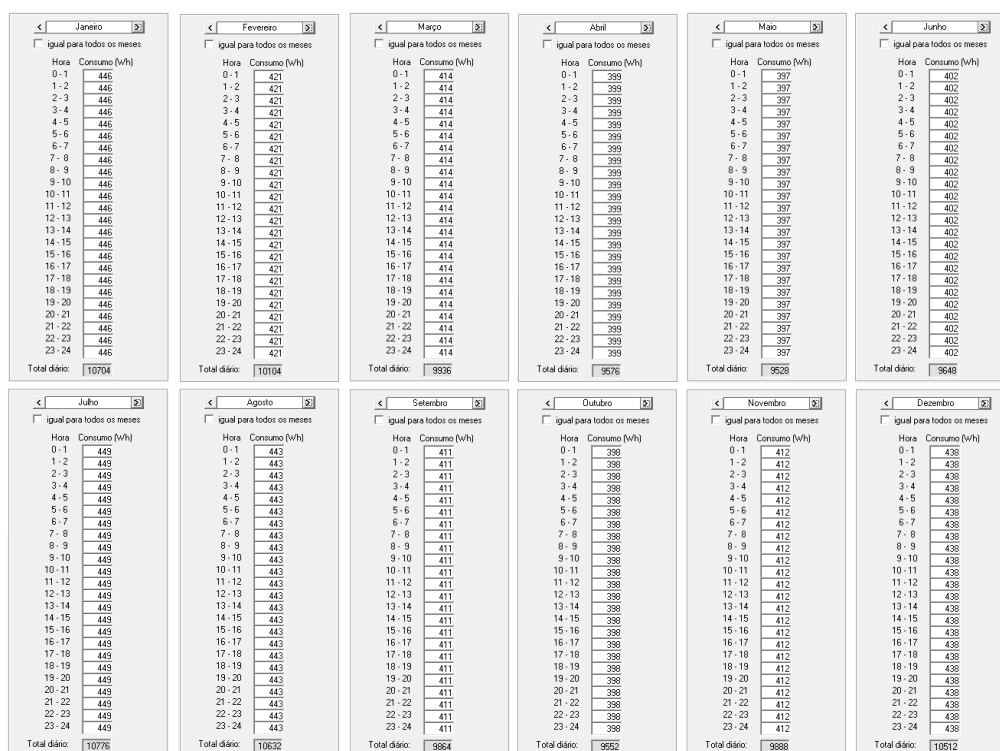 < Janeiro >
igual para todos os meses
Hora Consumo (Wh)
0 - 1 446
1 - 2 446
2 - 3 446
3 - 4 446
4 - 5 446
5 - 6 446
6 - 7 446
7 - 8 446
8 - 9 446
9 - 10 446
10 - 11 446
11 - 12 446
12 - 13 446
13 - 14 446
14 - 15 446
15 - 16 446
16 - 17 446
17 - 18 446
18 - 19 446
19 - 20 446
20 - 21 446
21 - 22 446
22 - 23 446
23 - 24 446
Total diário: 10704
< Fevereiro >
igual para todos os meses
Hora Consumo (Wh)
0 - 1 421
1 - 2 421
2 - 3 421
3 - 4 421
4 - 5 421
5 - 6 421
6 - 7 421
7 - 8 421
8 - 9 421
9 - 10 421
10 - 11 421
11 - 12 421
12 - 13 421
13 - 14 421
14 - 15 421
15 - 16 421
16 - 17 421
17 - 18 421
18 - 19 421
19 - 20 421
20 - 21 421
21 - 22 421
22 - 23 421
23 - 24 421
Total diário: 10104
< Março >
igual para todos os meses
Hora Consumo (Wh)
0 - 1 414
1 - 2 414
2 - 3 414
3 - 4 414
4 - 5 414
5 - 6 414
6 - 7 414
7 - 8 414
8 - 9 414
9 - 10 414
10 - 11 414
11 - 12 414
12 - 13 414
13 - 14 414
14 - 15 414
15 - 16 414
16 - 17 414
17 - 18 414
18 - 19 414
19 - 20 414
20 - 21 414
21 - 22 414
22 - 23 414
23 - 24 414
Total diário: 9936
< Abril >
igual para todos os meses
Hora Consumo (Wh)
0 - 1 399
1 - 2 399
2 - 3 399
3 - 4 399
4 - 5 399
5 - 6 399
6 - 7 399
7 - 8 399
8 - 9 399
9 - 10 399
10 - 11 399
11 - 12 399
12 - 13 399
13 - 14 399
14 - 15 399
15 - 16 399
16 - 17 399
17 - 18 399
18 - 19 399
19 - 20 399
20 - 21 399
21 - 22 399
22 - 23 399
23 - 24 399
Total diário: 9576
< Maio >
igual para todos os meses
Hora Consumo (Wh)
0 - 1 397
1 - 2 397
2 - 3 397
3 - 4 397
4 - 5 397
5 - 6 397
6 - 7 397
7 - 8 397
8 - 9 397
9 - 10 397
10 - 11 397
11 - 12 397
12 - 13 397
13 - 14 397
14 - 15 397
15 - 16 397
16 - 17 397
17 - 18 397
18 - 19 397
19 - 20 397
20 - 21 397
21 - 22 397
22 - 23 397
23 - 24 397
Total diário: 9528
< Junho >
igual para todos os meses
Hora Consumo (Wh)
0 - 1 402
1 - 2 402
2 - 3 402
3 - 4 402
4 - 5 402
5 - 6 402
6 - 7 402
7 - 8 402
8 - 9 402
9 - 10 402
10 - 11 402
11 - 12 402
12 - 13 402
13 - 14 402
14 - 15 402
15 - 16 402
16 - 17 402
17 - 18 402
18 - 19 402
19 - 20 402
20 - 21 402
21 - 22 402
22 - 23 402
23 - 24 402
Total diário: 9648
< Julho >
igual para todos os meses
Hora Consumo (Wh)
0 - 1 449
1 - 2 449
2 - 3 449
3 - 4 449
4 - 5 449
5 - 6 449
6 - 7 449
7 - 8 449
8 - 9 449
9 - 10 449
10 - 11 449
11 - 12 449
12 - 13 449
13 - 14 449
14 - 15 449
15 - 16 449
16 - 17 449
17 - 18 449
18 - 19 449
19 - 20 449
20 - 21 449
21 - 22 449
22 - 23 449
23 - 24 449
Total diário: 10776
< Agosto >
igual para todos os meses
Hora Consumo (Wh)
0 - 1 443
1 - 2 443
2 - 3 443
3 - 4 443
4 - 5 443
5 - 6 443
6 - 7 443
7 - 8 443
8 - 9 443
9 - 10 443
10 - 11 443
11 - 12 443
12 - 13 443
13 - 14 443
14 - 15 443
15 - 16 443
16 - 17 443
17 - 18 443
18 - 19 443
19 - 20 443
20 - 21 443
21 - 22 443
22 - 23 443
23 - 24 443
Total diário: 10632
< Setembro >
igual para todos os meses
Hora Consumo (Wh)
0 - 1 411
1 - 2 411
2 - 3 411
3 - 4 411
4 - 5 411
5 - 6 411
6 - 7 411
7 - 8 411
8 - 9 411
9 - 10 411
10 - 11 411
11 - 12 411
12 - 13 411
13 - 14 411
14 - 15 411
15 - 16 411
16 - 17 411
17 - 18 411
18 - 19 411
19 - 20 411
20 - 21 411
21 - 22 411
22 - 23 411
23 - 24 411
Total diário: 9864
< Outubro >
igual para todos os meses
Hora Consumo (Wh)
0 - 1 398
1 - 2 398
2 - 3 398
3 - 4 398
4 - 5 398
5 - 6 398
6 - 7 398
7 - 8 398
8 - 9 398
9 - 10 398
10 - 11 398
11 - 12 398
12 - 13 398
13 - 14 398
14 - 15 398
15 - 16 398
16 - 17 398
17 - 18 398
18 - 19 398
19 - 20 398
20 - 21 398
21 - 22 398
22 - 23 398
23 - 24 398
Total diário: 9552
< Novembro >
igual para todos os meses
Hora Consumo (Wh)
0 - 1 412
1 - 2 412
2 - 3 412
3 - 4 412
4 - 5 412
5 - 6 412
6 - 7 412
7 - 8 412
8 - 9 412
9 - 10 412
10 - 11 412
11 - 12 412
12 - 13 412
13 - 14 412
14 - 15 412
15 - 16 412
16 - 17 412
17 - 18 412
18 - 19 412
19 - 20 412
20 - 21 412
21 - 22 412
22 - 23 412
23 - 24 412
Total diário: 9888
< Dezembro >
igual para todos os meses
Hora Consumo (Wh)
0 - 1 438
1 - 2 438
2 - 3 438
3 - 4 438
4 - 5 438
5 - 6 438
6 - 7 438
7 - 8 438
8 - 9 438
9 - 10 438
10 - 11 438
11 - 12 438
12 - 13 438
13 - 14 438
14 - 15 438
15 - 16 438
16 - 17 438
17 - 18 438
18 - 19 438
19 - 20 438
20 - 21 438
21 - 22 438
22 - 23 438
23 - 24 438
Total diário: 10512